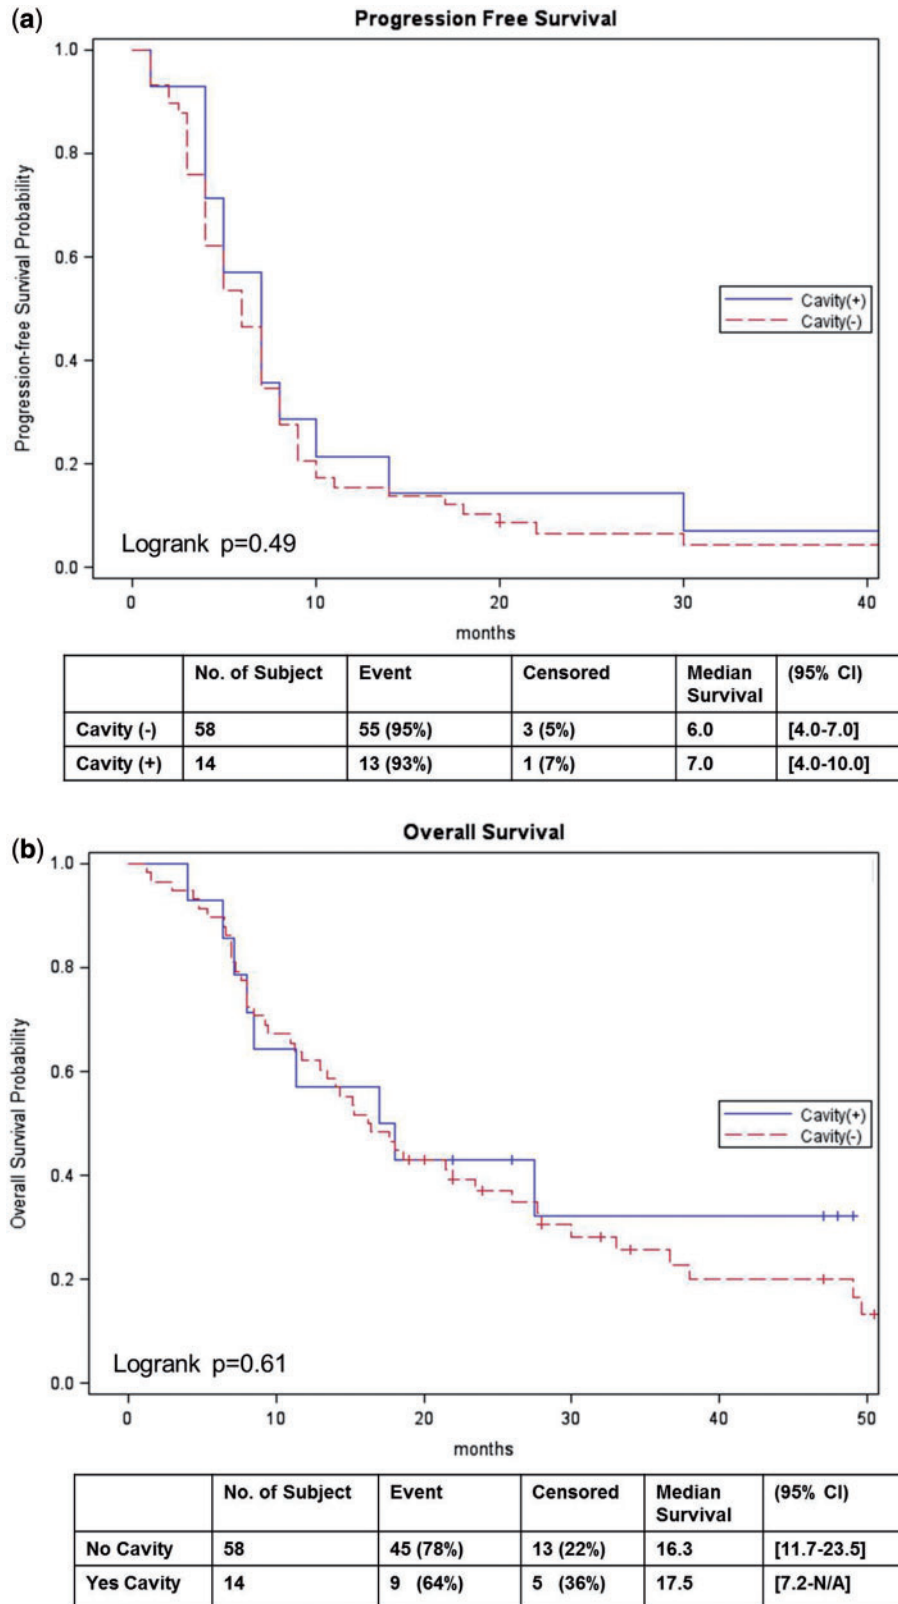 (a)
Progression Free Survival
Progression-free Survival Probability
1.0
0.8
0.6
0.4
0.2
0.0
Cavity(+)
Cavity(-)
Logrank p=0.49
0 10 20 30 40
months
No. of Subject Event Censored Median Survival (95% CI)
Cavity (-) 58 55 (95%) 3 (5%) 6.0 [4.0-7.0]
Cavity (+) 14 13 (93%) 1 (7%) 7.0 [4.0-10.0]
(b)
Overall Survival
Overall Survival Probability
1.0
0.8
0.6
0.4
0.2
0.0
Cavity(+)
Cavity(-)
Logrank p=0.61
0 10 20 30 40 50
months
No. of Subject Event Censored Median Survival (95% CI)
No Cavity 58 45 (78%) 13 (22%) 16.3 [11.7-23.5]
Yes Cavity 14 9 (64%) 5 (36%) 17.5 [7.2-N/A]